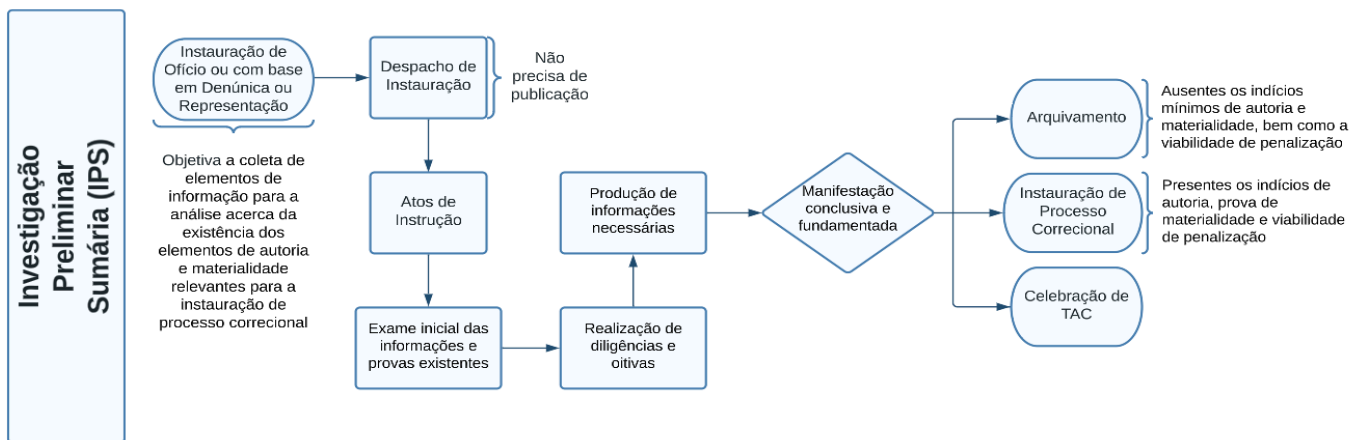 Investigação
Preliminar
Sumária (IPS)
Instauração de
Ofício ou com base
em Denúnica ou
Representação
Objetiva a coleta de
elementos de
informação para a
análise acerca da
existência dos
elementos de autoria
e materialidade
relevantes para a
instauração de
processo correcional
Despacho de
Instauração
Não
precisa de
publicação
Atos de
Instrução
Exame inicial das
informações e
provas existentes
Realização de
diligências e
oitivas
Produção de
informações
necessárias
Manifestação
conclusiva e
fundamentada
Arquivamento
Ausentes os indícios
mínimos de autoria e
materialidade, bem como a
viabilidade de penalização
Instauração de
Processo
Correcional
Presentes os indícios de
autoria, prova de
materialidade e viabilidade
de penalização
Celebração de
TAC